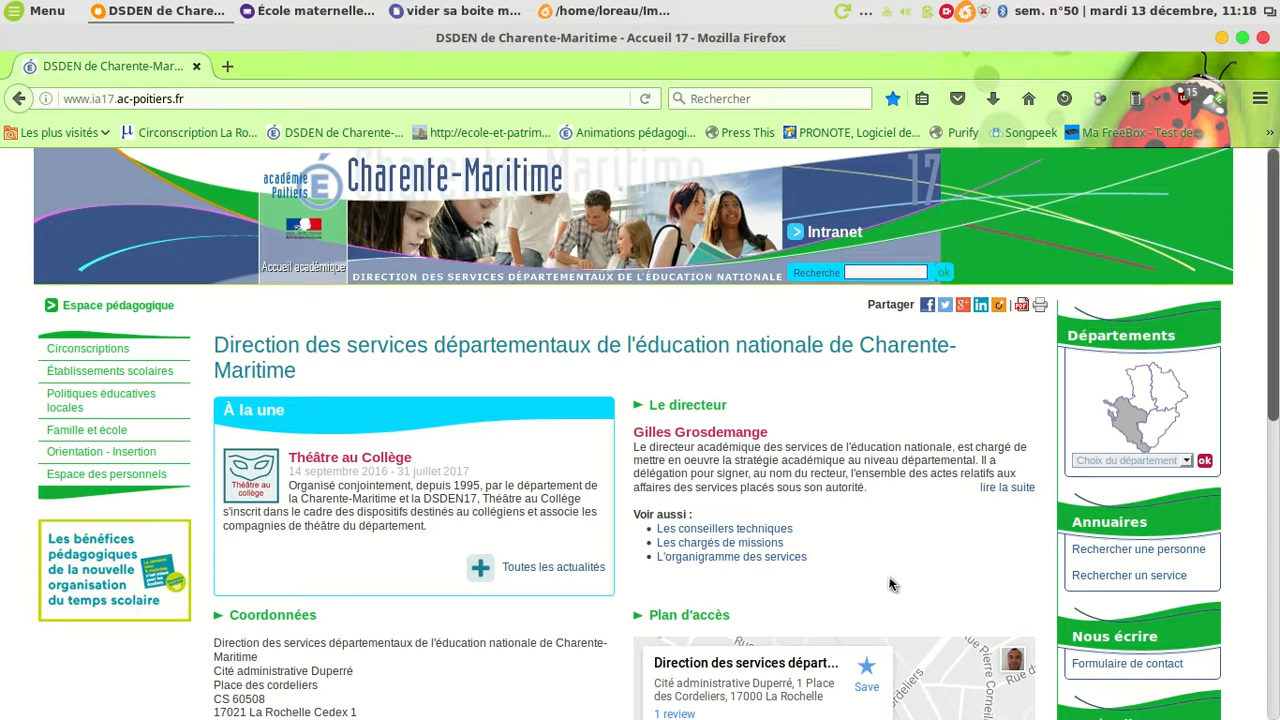 Menu
DSDEN de Chare...
École maternelle...
vider sa boite m...
/home/loreau/Im...
...
sem. n°50 | mardi 13 décembre, 11:18
DSDEN de Charente-Maritime - Accueil 17 - Mozilla Firefox
DSDEN de Charente-Mar...
www.ia17.ac-poitiers.fr
Rechercher
15
Les plus visités
Circonscription La Ro...
DSDEN de Charente-...
http://ecole-et-patrim...
Animations pédagogi...
Press This
PRONOTE, Logiciel de...
Purify
Songpeek
Ma FreeBox - Test de...
académie
Poitiers
Charente-Maritime
17
Intranet
Accueil académique
DIRECTION DES SERVICES DÉPARTEMENTAUX DE L'ÉDUCATION NATIONALE
Recherche
ok
Espace pédagogique
Partager
Circonscriptions
Établissements scolaires
Politiques éducatives
locales
Famille et école
Orientation - Insertion
Espace des personnels
Les bénéfices
pédagogiques
de la nouvelle
organisation
du temps scolaire
Direction des services départementaux de l'éducation nationale de Charente-
Maritime
À la une
Théâtre au
collège
Théâtre au Collège
14 septembre 2016 - 31 juillet 2017
Organisé conjointement, depuis 1995, par le département de
la Charente-Maritime et la DSDEN17, Théâtre au Collège
s'inscrit dans le cadre des dispositifs destinés au collégiens et associe les
compagnies de théâtre du département.
Toutes les actualités
Le directeur
Gilles Grosdemange
Le directeur académique des services de l'éducation nationale, est chargé de
mettre en oeuvre la stratégie académique au niveau départemental. Il a
délégation pour signer, au nom du recteur, l'ensemble des actes relatifs aux
affaires des services placés sous son autorité.
lire la suite
Voir aussi :
Les conseillers techniques
Les chargés de missions
L'organigramme des services
Coordonnées
Direction des services départementaux de l'éducation nationale de Charente-
Maritime
Cité administrative Duperré
Place des cordeliers
CS 60508
17021 La Rochelle Cedex 1
Plan d'accès
Direction des services départ...
Cité administrative Duperré, 1 Place
des Cordeliers, 17000 La Rochelle
1 review
Save
Rue Pierre Corneil
Départements
Choix du département
ok
Annuaires
Rechercher une personne
Rechercher un service
Nous écrire
Formulaire de contact